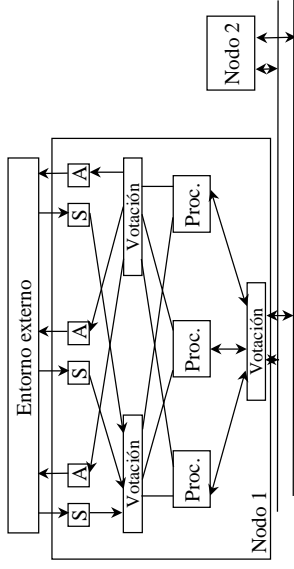 Entorno externo
S A S A S A
Votación Votación
Proc. Proc. Proc.
Votación
Nodo 1
Nodo 2